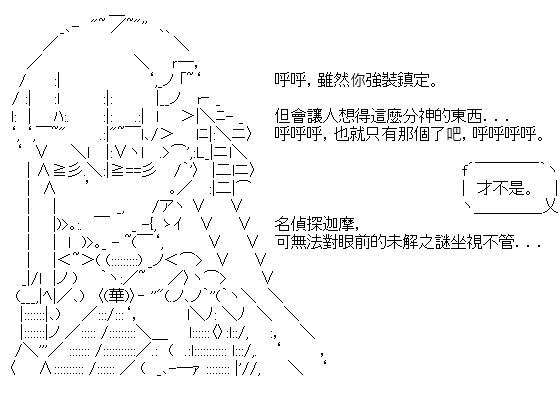 呼呼，雖然你強裝鎮定。
但會讓人想得這麼分神的東西...
呼呼呼，也就只有那個了吧，呼呼呼呼。
才不是。
名偵探迦摩，
可無法對眼前的未解之謎坐視不管...